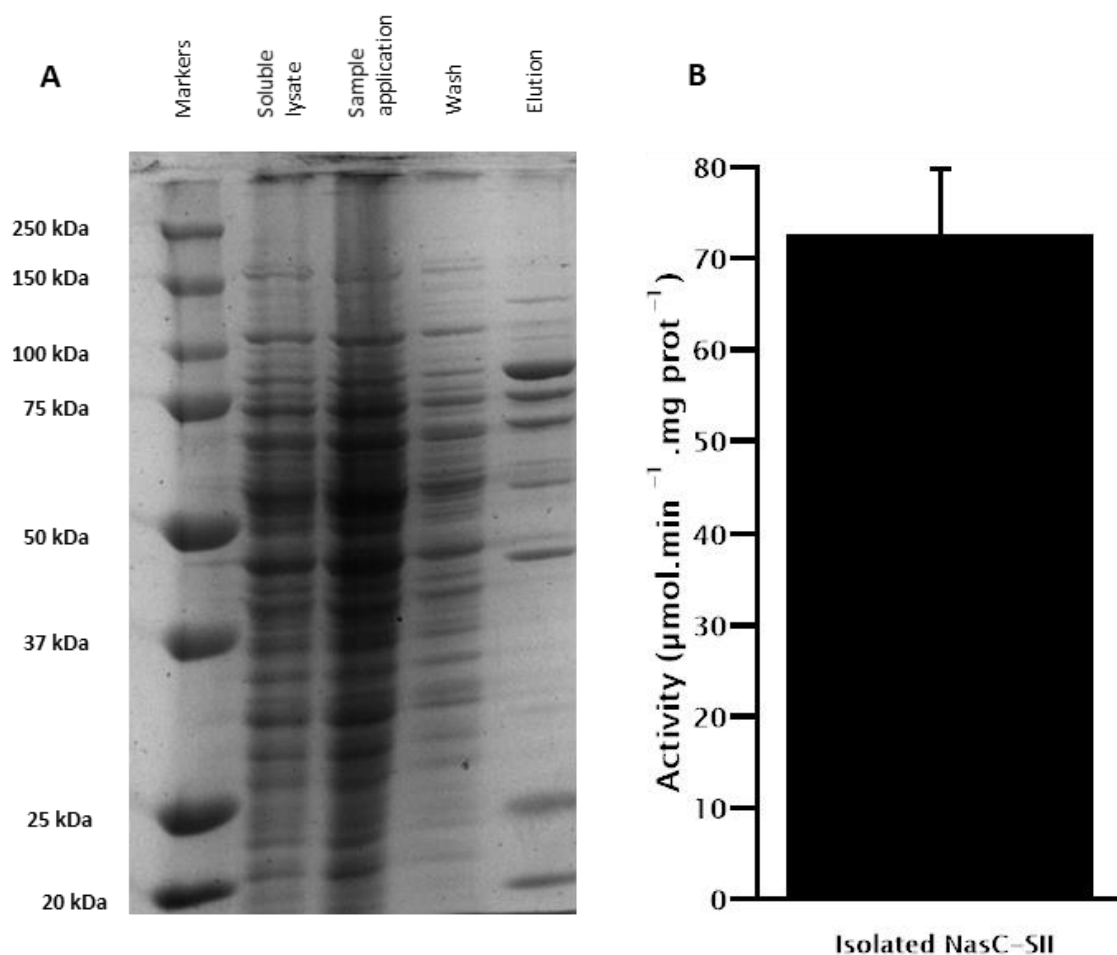 A
Markers
Soluble
lysate
Sample
application
Wash
Elution
250 kDa
150 kDa
100 kDa
75 kDa
50 kDa
37 kDa
25 kDa
20 kDa
B
80
70
60
50
40
30
20
10
0
Activity (µmol.min⁻¹ .mg prot⁻¹)
Isolated NasC-SII